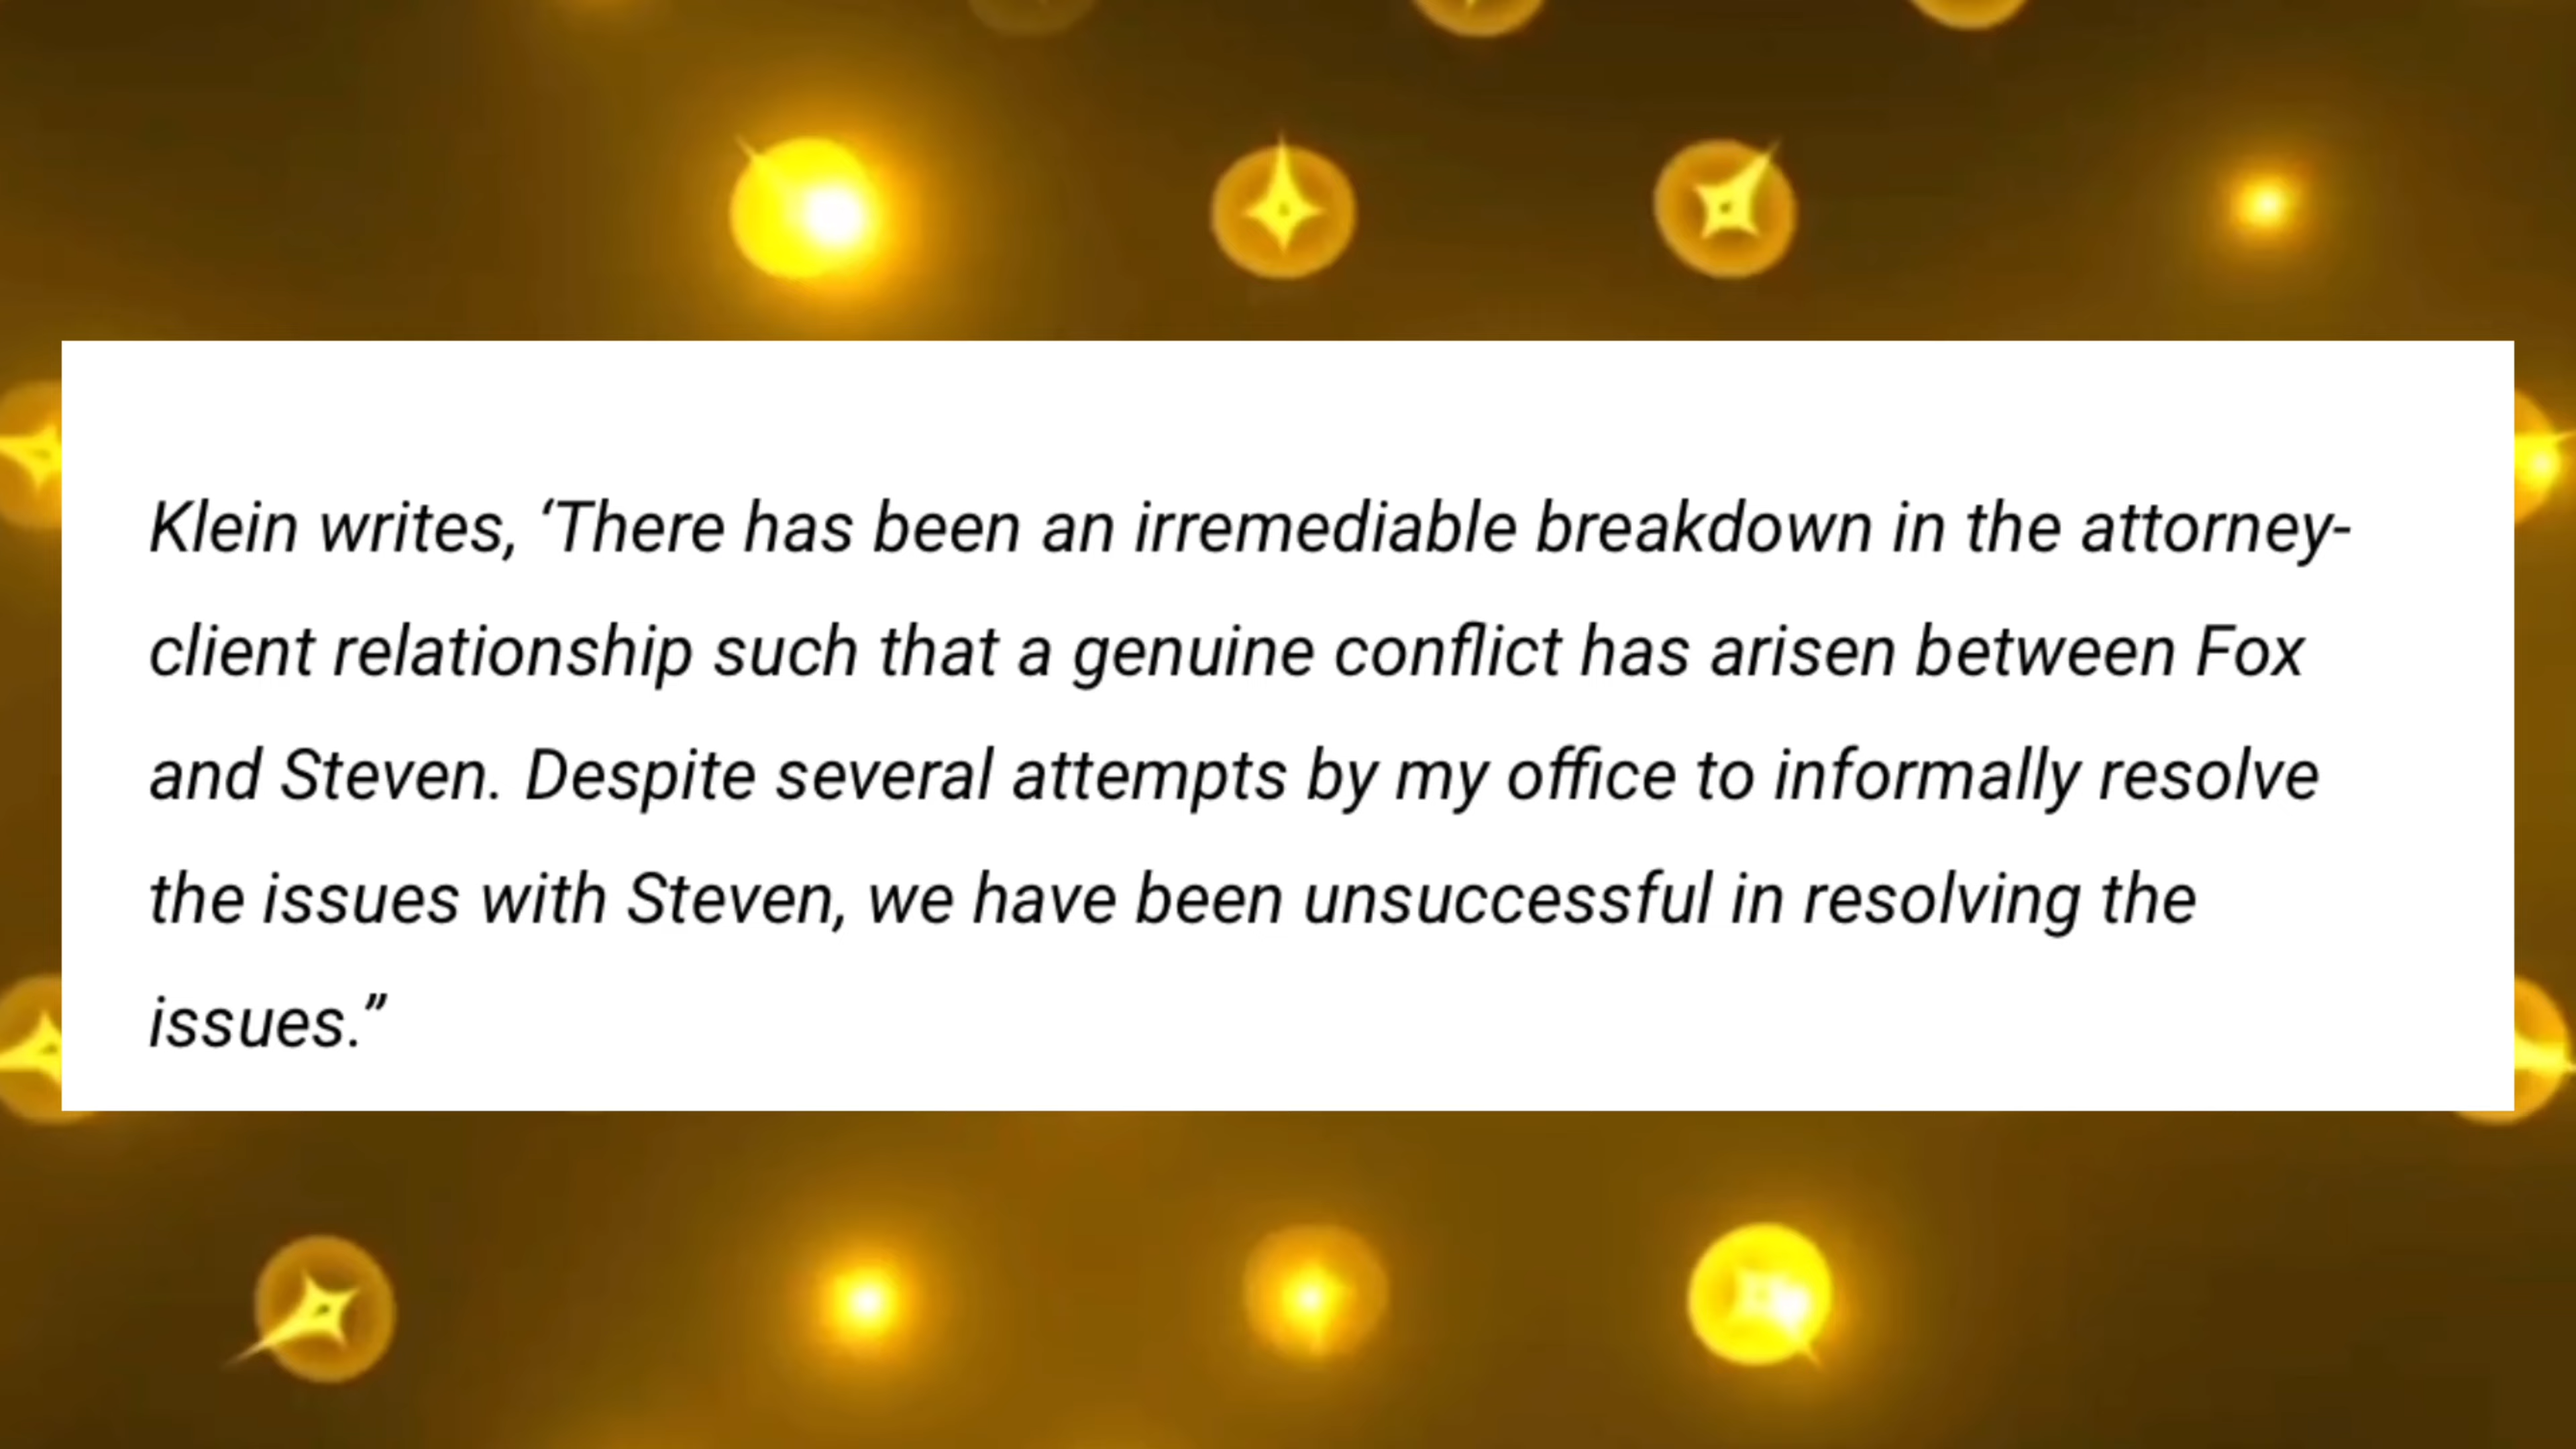 Klein writes, ‘There has been an irremediable breakdown in the attorney-
client relationship such that a genuine conflict has arisen between Fox
and Steven. Despite several attempts by my office to informally resolve
the issues with Steven, we have been unsuccessful in resolving the
issues.”